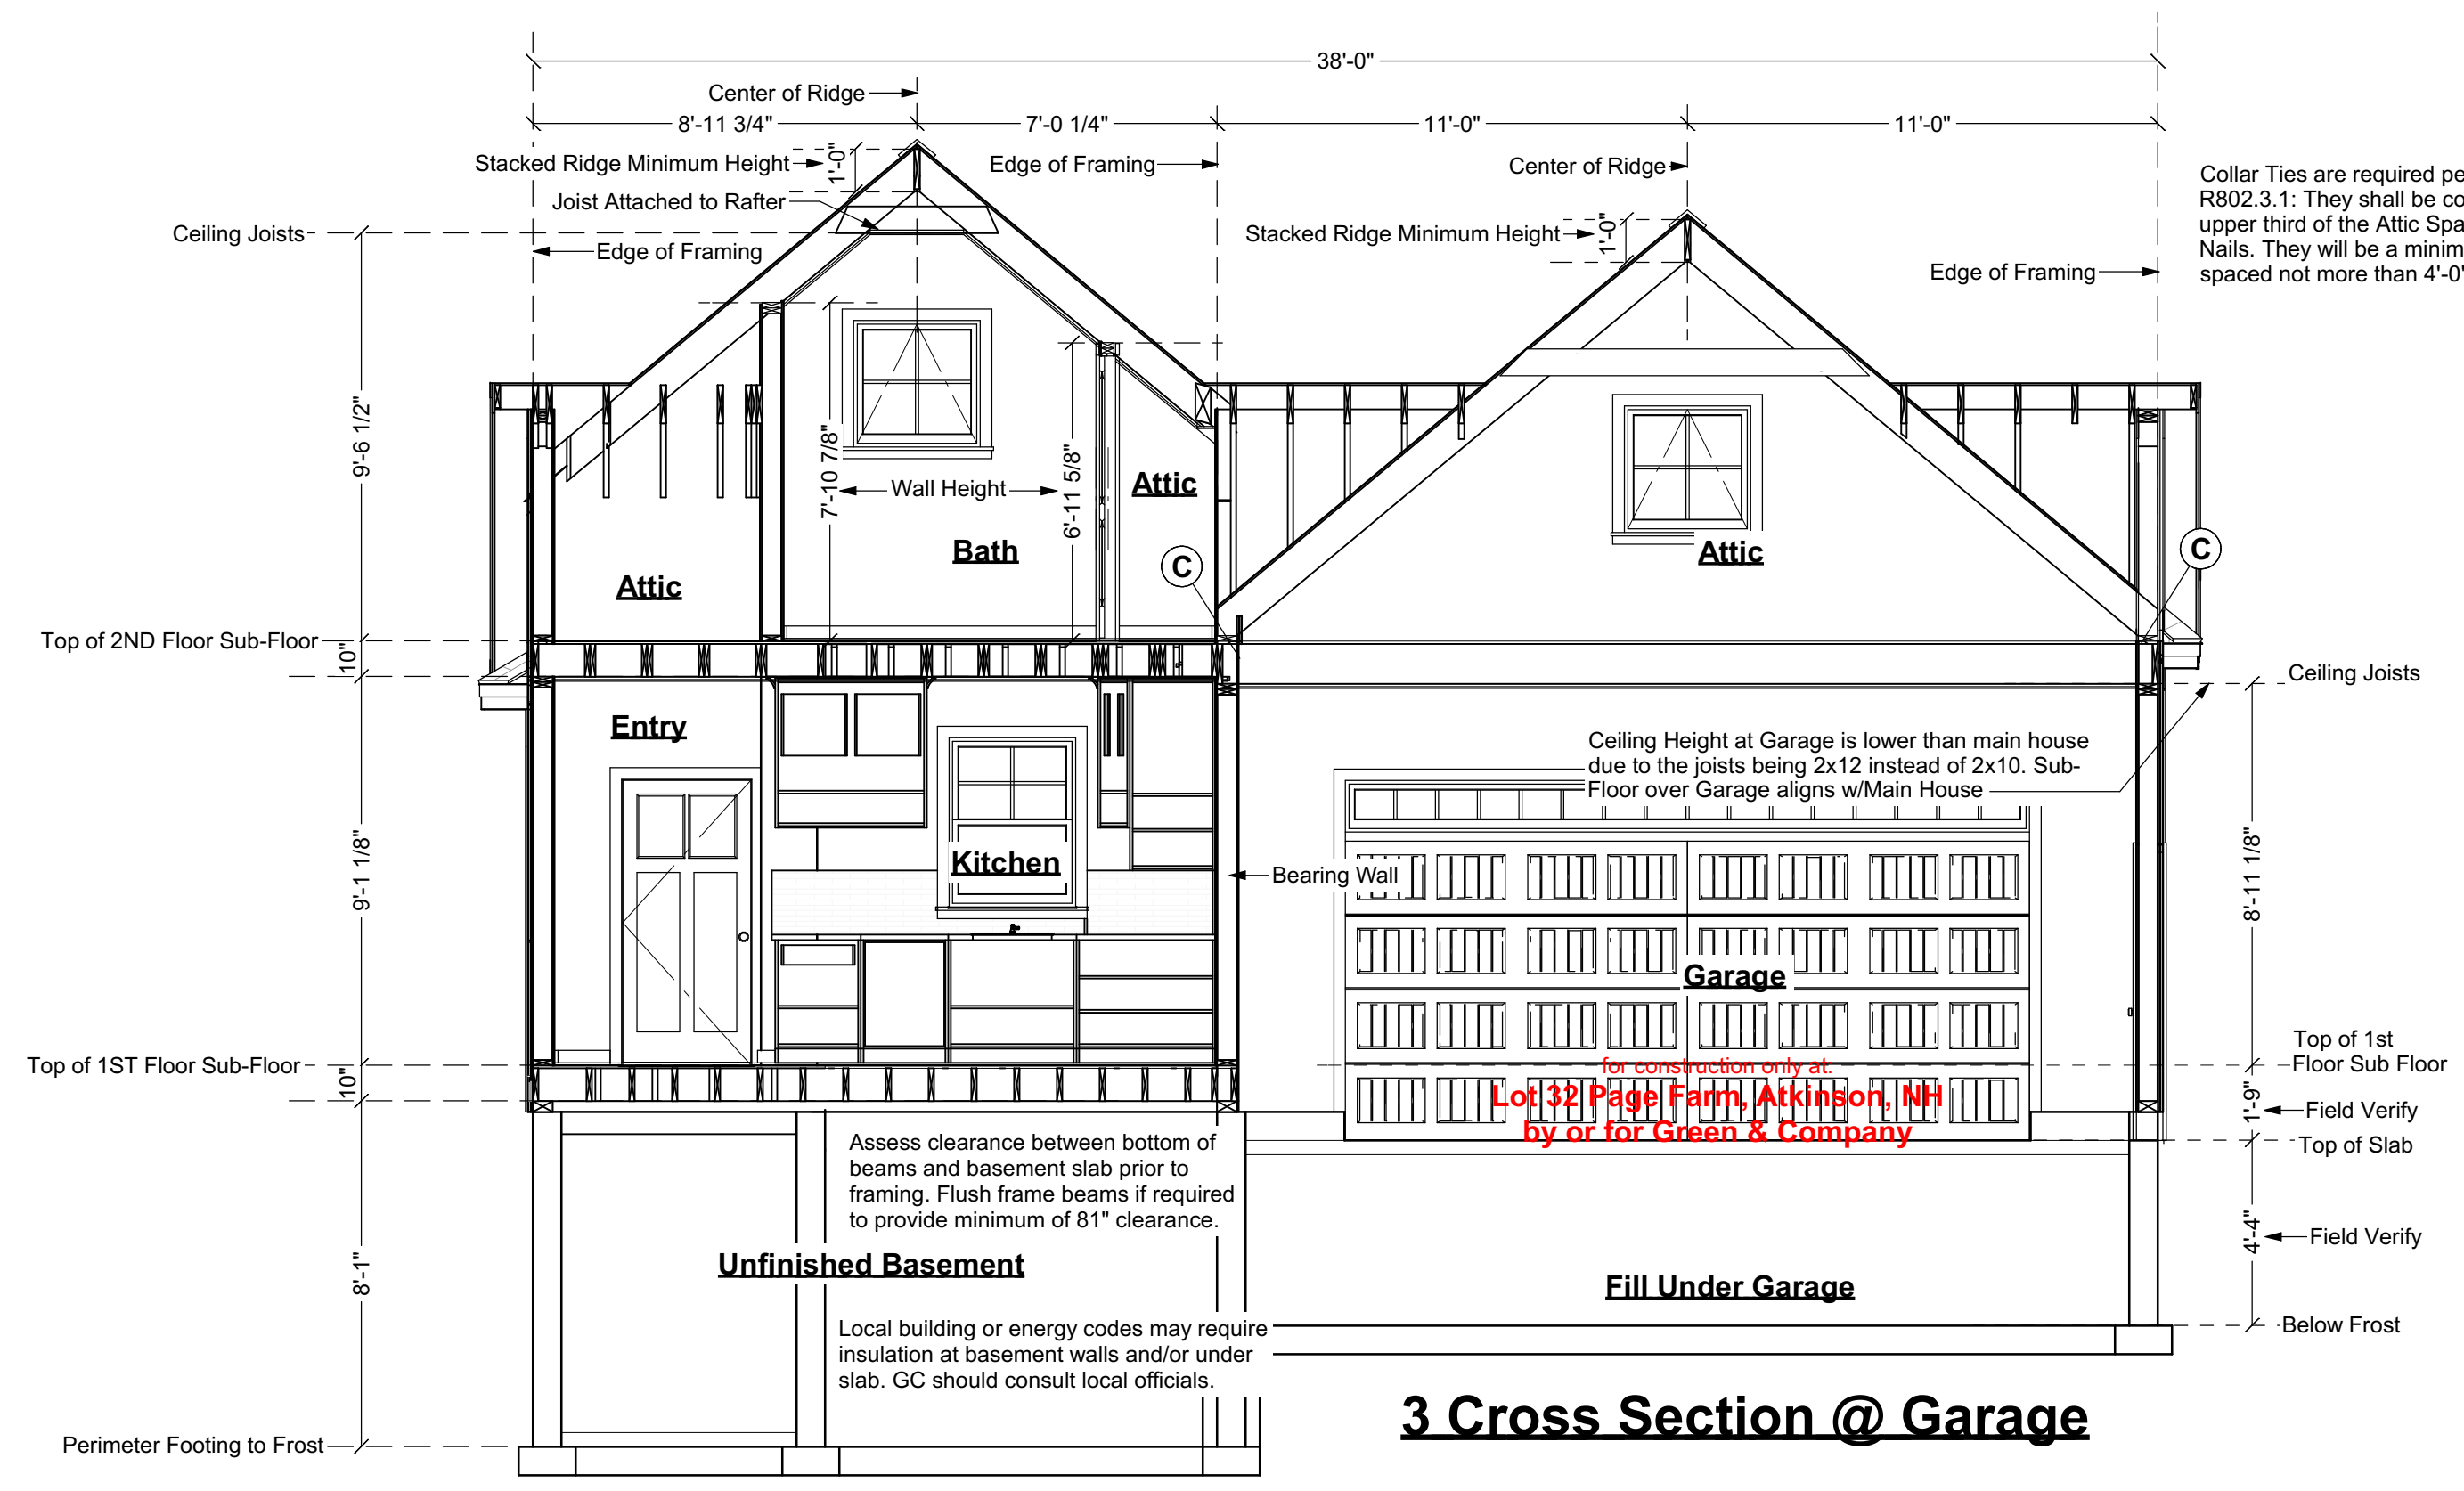 38'-0"
Center of Ridge
8'-11 3/4"
7'-0 1/4"
11'-0"
11'-0"
Stacked Ridge Minimum Height
1'-0"
Edge of Framing
Center of Ridge
Joist Attached to Rafter
Collar Ties are required pe
R802.3.1: They shall be co
upper third of the Attic Spa
Nails. They will be a minim
spaced not more than 4'-0"
Ceiling Joists
Edge of Framing
Stacked Ridge Minimum Height
1'-0"
Edge of Framing
9'-6 1/2"
7'-10 7/8"
Wall Height
6'-11 5/8"
Attic
Bath
Attic
C
Attic
C
Top of 2ND Floor Sub-Floor
10"
Ceiling Joists
Entry
Ceiling Height at Garage is lower than main house
due to the joists being 2x12 instead of 2x10. Sub-
Floor over Garage aligns w/Main House
9'-1 1/8"
Kitchen
Bearing Wall
8'-11 1/8"
Garage
Top of 1ST Floor Sub-Floor
10"
for construction only at:
Lot 32 Page Farm, Atkinson, NH
by or for Green & Company
Top of 1st
Floor Sub Floor
1'-9"
Field Verify
Top of Slab
Assess clearance between bottom of
beams and basement slab prior to
framing. Flush frame beams if required
to provide minimum of 81" clearance.
8'-1"
Unfinished Basement
4'-4"
Field Verify
Fill Under Garage
Below Frost
Local building or energy codes may require
insulation at basement walls and/or under
slab. GC should consult local officials.
Perimeter Footing to Frost
3 Cross Section @ Garage